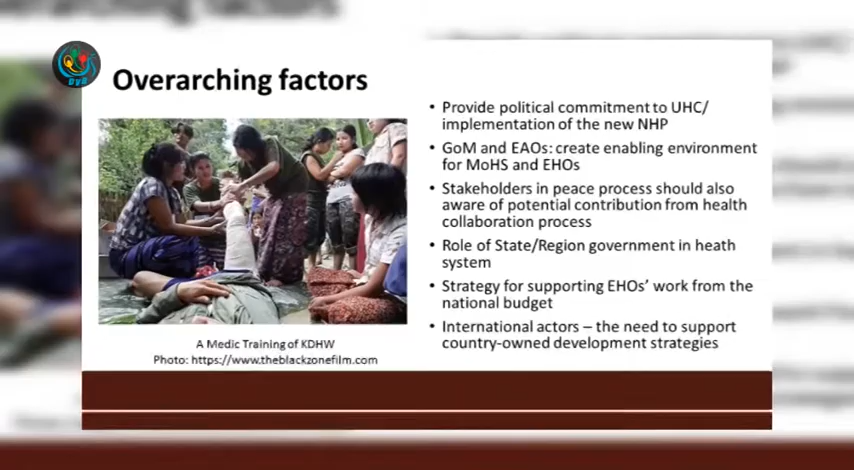 DVB
Overarching factors
• Provide political commitment to UHC/
implementation of the new NHP
• GoM and EAOs: create enabling environment
for MoHS and EHOs
• Stakeholders in peace process should also
aware of potential contribution from health
collaboration process
• Role of State/Region government in heath
system
• Strategy for supporting EHOs’ work from the
national budget
• International actors – the need to support
country-owned development strategies
A Medic Training of KDHW
Photo: https://www.theblackzonefilm.com